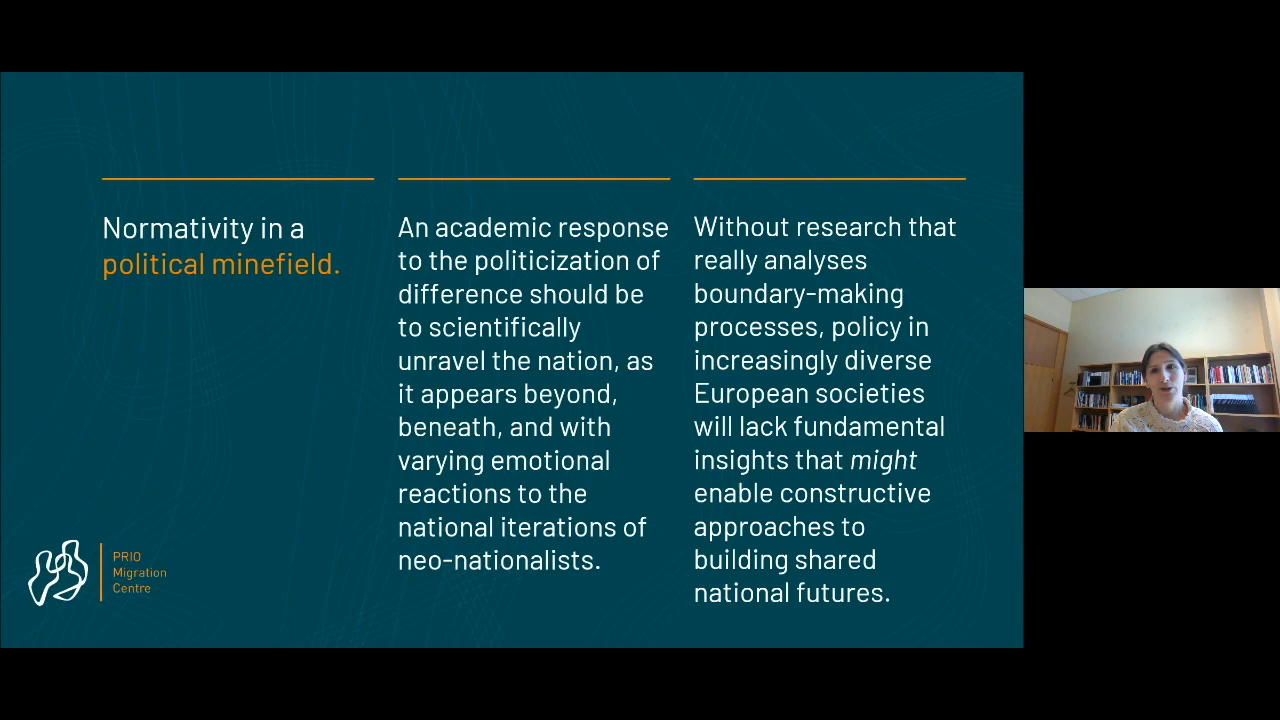 Normativity in a
political minefield.
An academic response
to the politicization of
difference should be
to scientifically
unravel the nation, as
it appears beyond,
beneath, and with
varying emotional
reactions to the
national iterations of
neo-nationalists.
Without research that
really analyses
boundary-making
processes, policy in
increasingly diverse
European societies
will lack fundamental
insights that might
enable constructive
approaches to
building shared
national futures.
PRIO
Migration
Centre